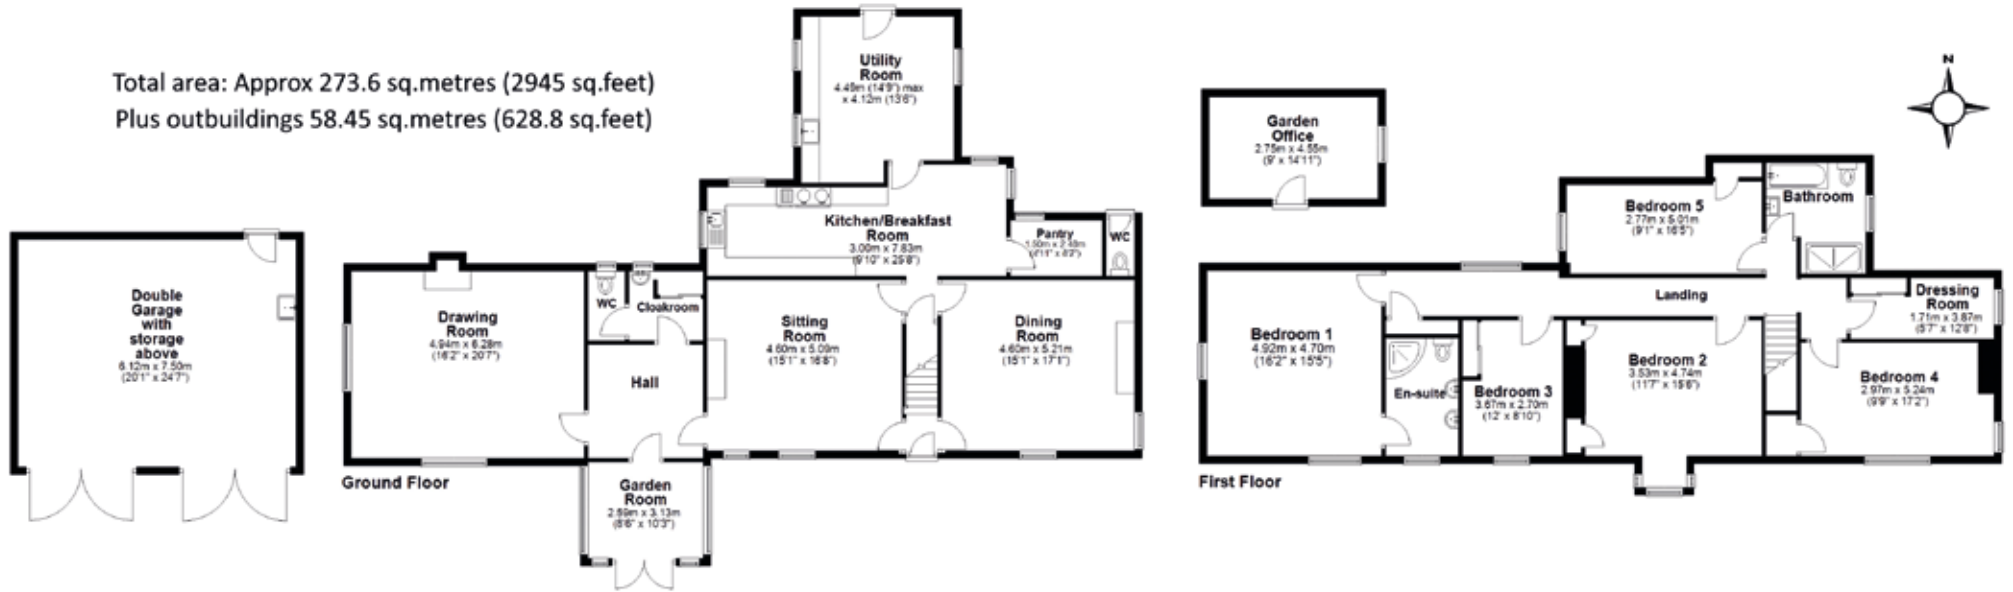 Total area: Approx 273.6 sq.metres (2945 sq.feet)
Plus outbuildings 58.45 sq.metres (628.8 sq.feet)
Double
Garage
with
storage
above
6.12m x 7.50m
(20'1" x 24'7")
Utility
Room
4.49m (14'9") max
x 4.12m (13'6")
Kitchen/Breakfast
Room
3.00m x 7.83m
(9'10" x 25'8")
Pantry
1.50m x 2.48m
(4'11" x 8'2")
WC
Drawing
Room
4.94m x 6.28m
(16'2" x 20'7")
WC
Cloakroom
Hall
Sitting
Room
4.60m x 5.09m
(15'1" x 16'8")
Dining
Room
4.60m x 5.21m
(15'1" x 17'1")
Garden
Room
2.59m x 3.13m
(8'6" x 10'3")
Ground Floor
Garden
Office
2.75m x 4.55m
(9' x 14'11")
N
Bedroom 5
2.77m x 5.01m
(9'1" x 16'5")
Bathroom
Landing
Dressing
Room
1.71m x 3.87m
(5'7" x 12'8")
Bedroom 1
4.92m x 4.70m
(16'2" x 15'5")
En-suite
Bedroom 3
3.67m x 2.70m
(12' x 8'10")
Bedroom 2
3.53m x 4.74m
(11'7" x 15'6")
Bedroom 4
2.97m x 5.24m
(9'9" x 17'2")
First Floor